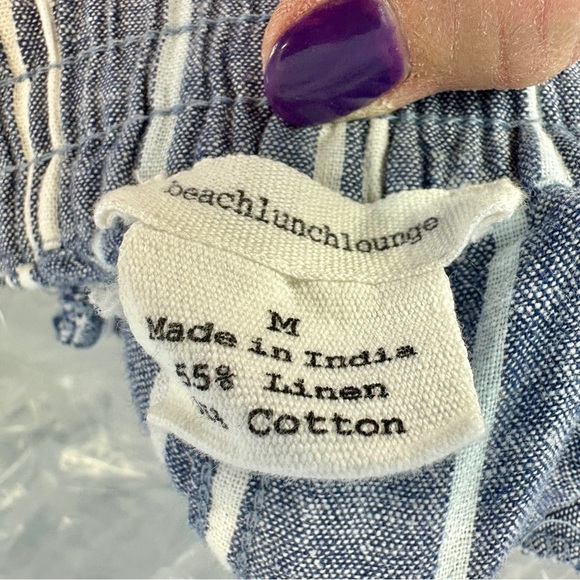 beachlunchlounge
M
Made in India
55% Linen
Cotton